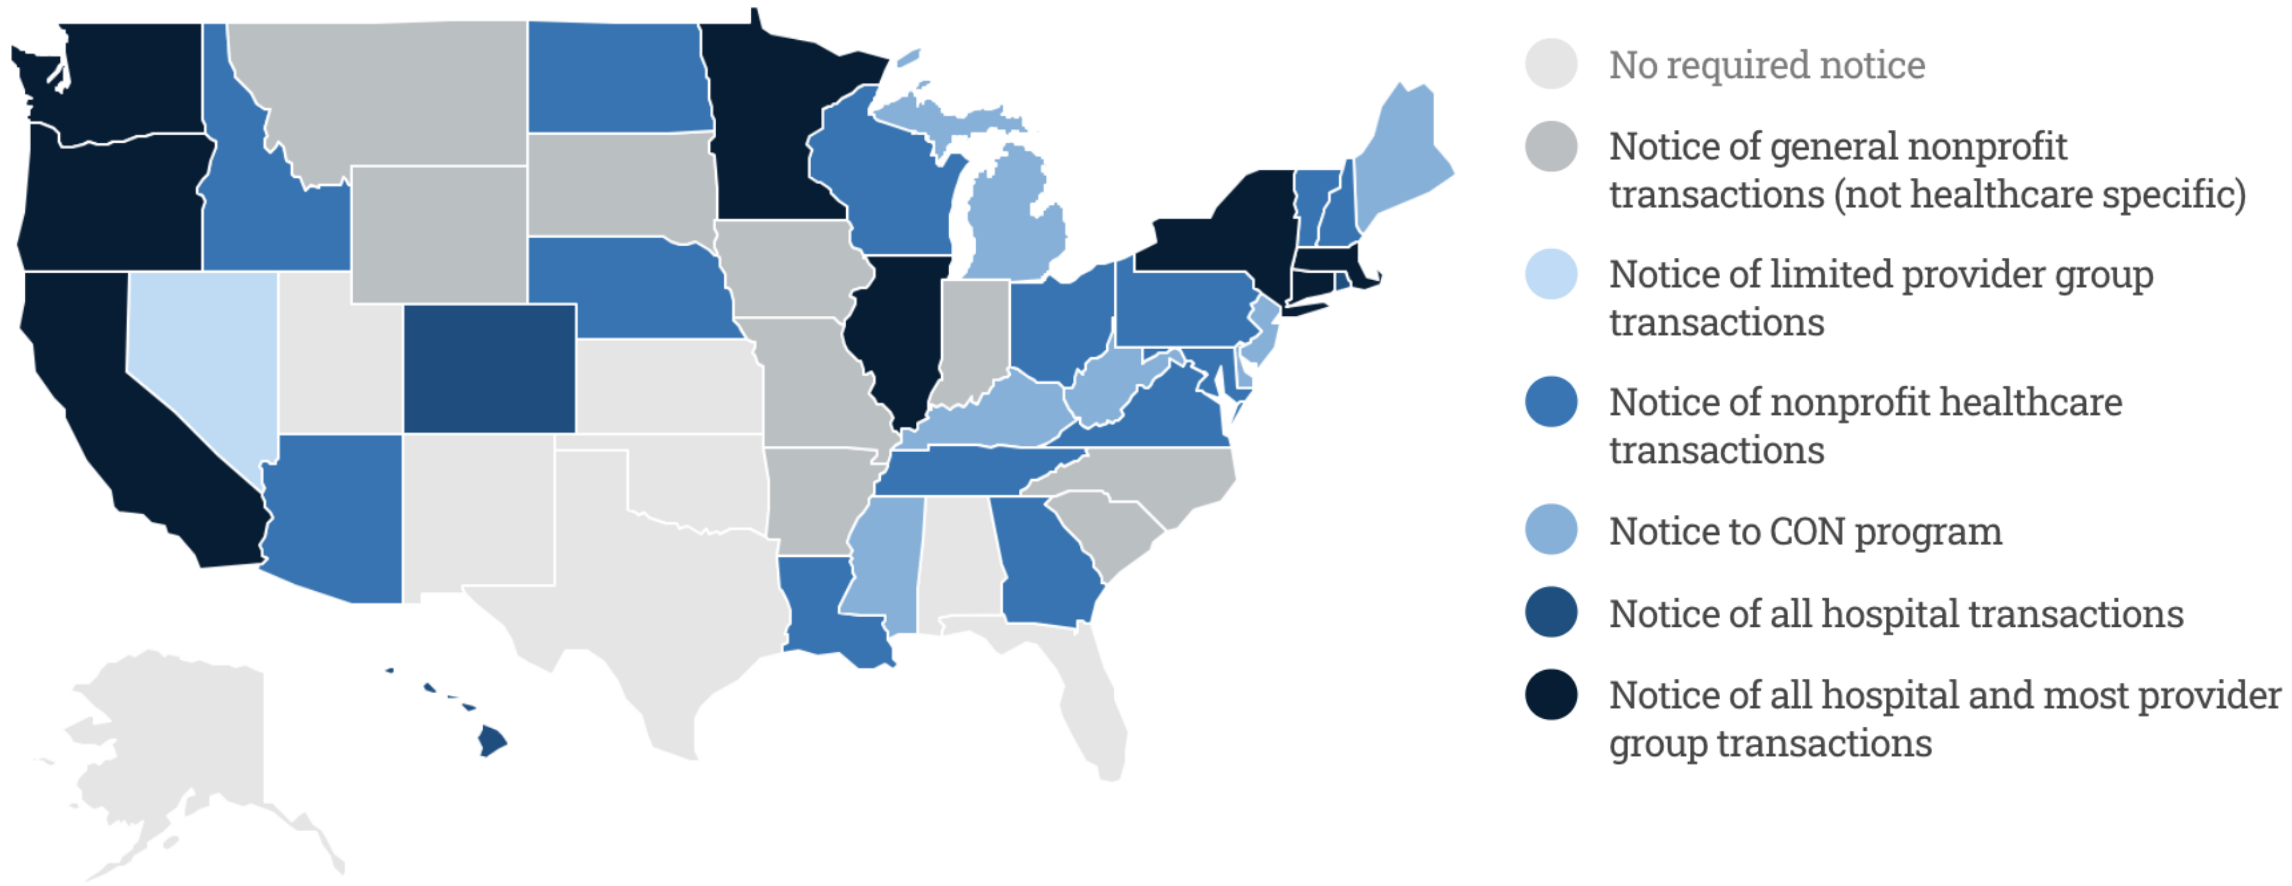 No required notice
Notice of general nonprofit
transactions (not healthcare specific)
Notice of limited provider group
transactions
Notice of nonprofit healthcare
transactions
Notice to CON program
Notice of all hospital transactions
Notice of all hospital and most provider
group transactions